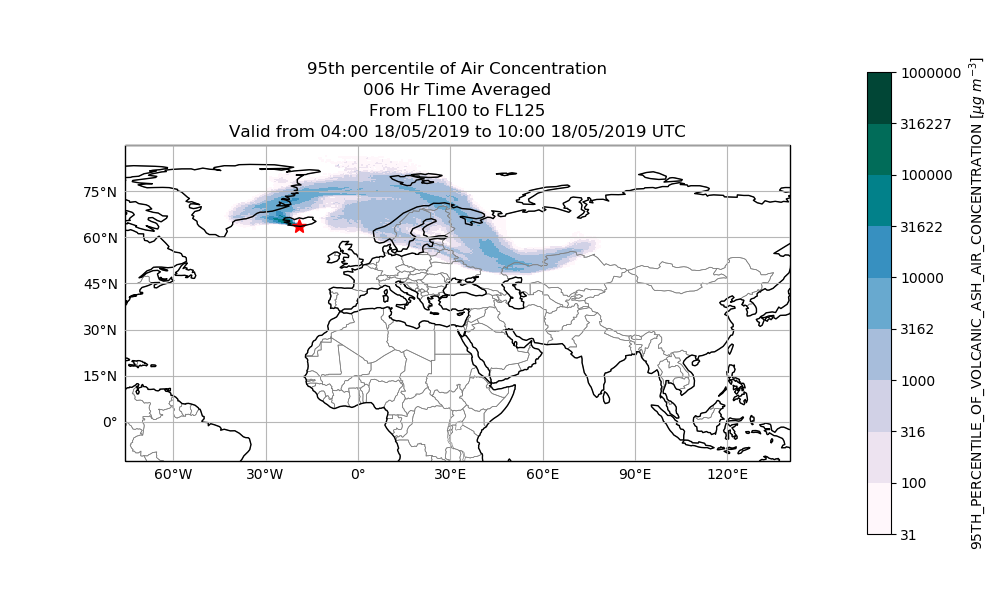 95th percentile of Air Concentration
006 Hr Time Averaged
From FL100 to FL125
Valid from 04:00 18/05/2019 to 10:00 18/05/2019 UTC
75°N
60°N
45°N
30°N
15°N
0°
60°W
30°W
0°
30°E
60°E
90°E
120°E
1000000
316227
100000
31622
10000
3162
1000
316
100
31
95TH_PERCENTILE_OF_VOLCANIC_ASH_AIR_CONCENTRATION [µg m⁻³]